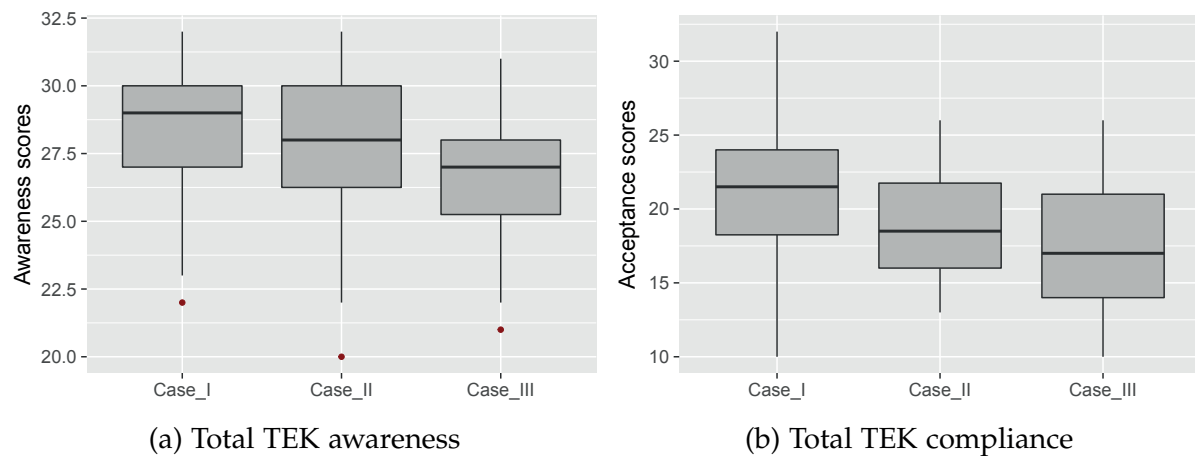 Awareness scores
32.5
30.0
27.5
25.0
22.5
20.0
Case_I Case_II Case_III
(a) Total TEK awareness
Acceptance scores
30
25
20
15
10
Case_I Case_II Case_III
(b) Total TEK compliance